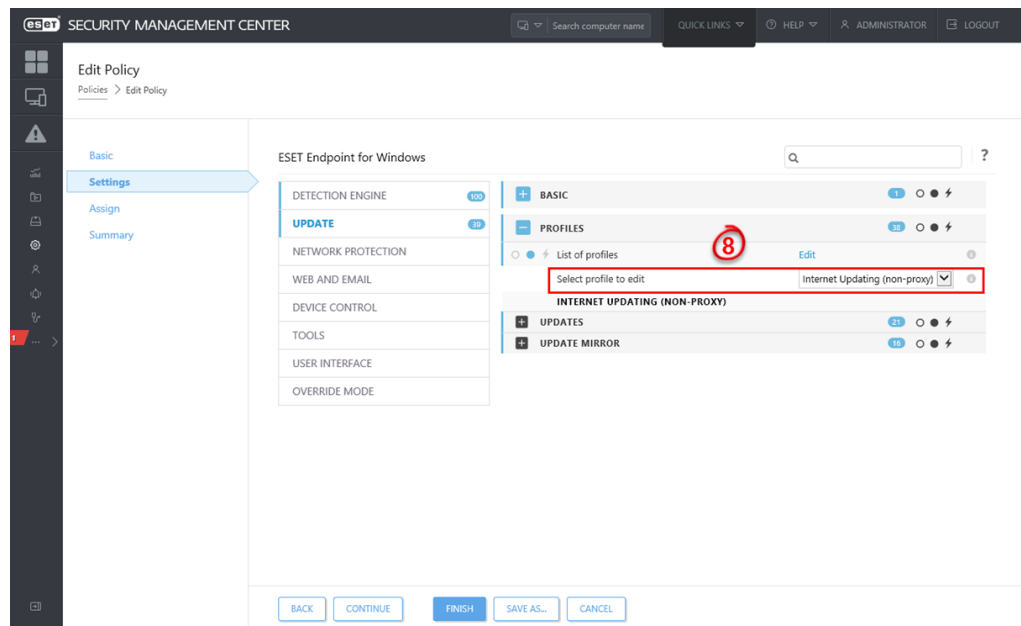 eset SECURITY MANAGEMENT CENTER Search computer name QUICK LINKS HELP ADMINISTRATOR LOGOUT
Edit Policy
Policies > Edit Policy
Basic
Settings
Assign
Summary
1
ESET Endpoint for Windows ?
DETECTION ENGINE 100
UPDATE 39
NETWORK PROTECTION
WEB AND EMAIL
DEVICE CONTROL
TOOLS
USER INTERFACE
OVERRIDE MODE
BASIC 1
PROFILES 38
8
List of profiles Edit
Select profile to edit Internet Updating (non-proxy)
INTERNET UPDATING (NON-PROXY)
UPDATES 21
UPDATE MIRROR 16
BACK CONTINUE FINISH SAVE AS... CANCEL